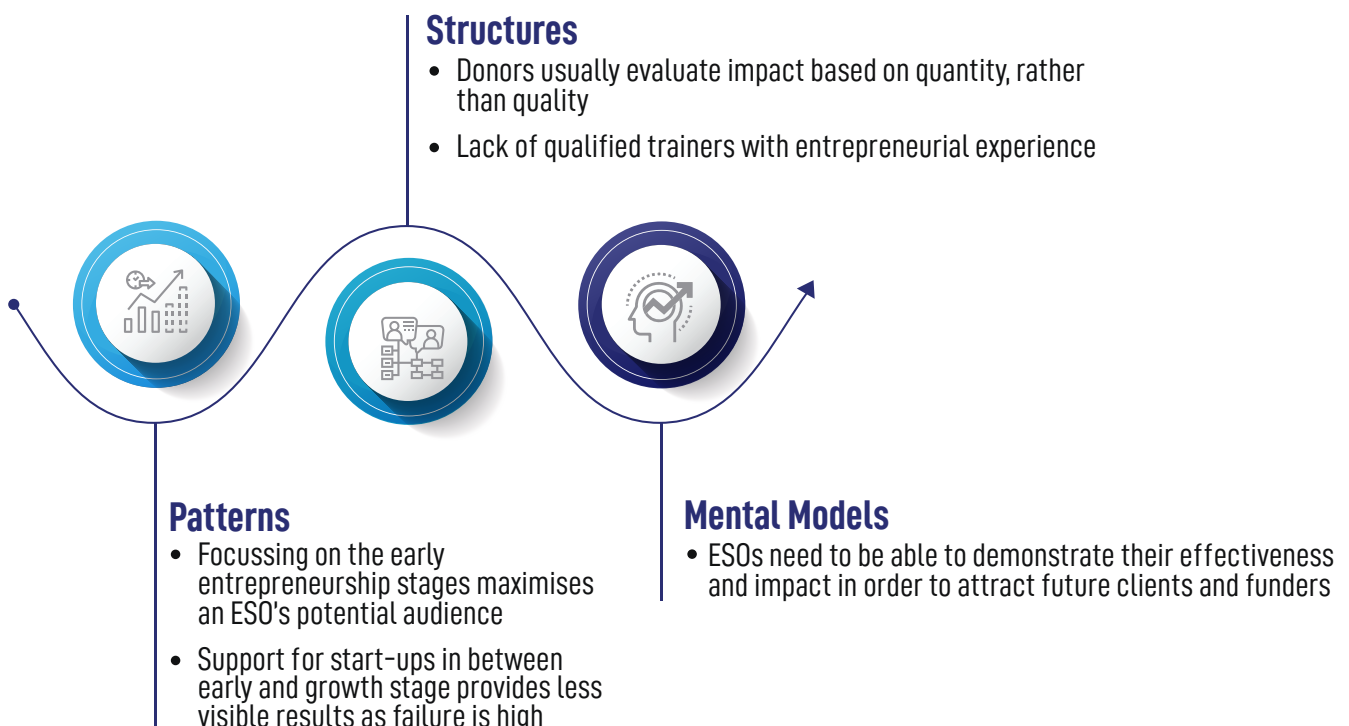 Structures
• Donors usually evaluate impact based on quantity, rather
than quality
• Lack of qualified trainers with entrepreneurial experience
Patterns
• Focussing on the early
entrepreneurship stages maximises
an ESO's potential audience
• Support for start-ups in between
early and growth stage provides less
visible results as failure is high
Mental Models
• ESOs need to be able to demonstrate their effectiveness
and impact in order to attract future clients and funders